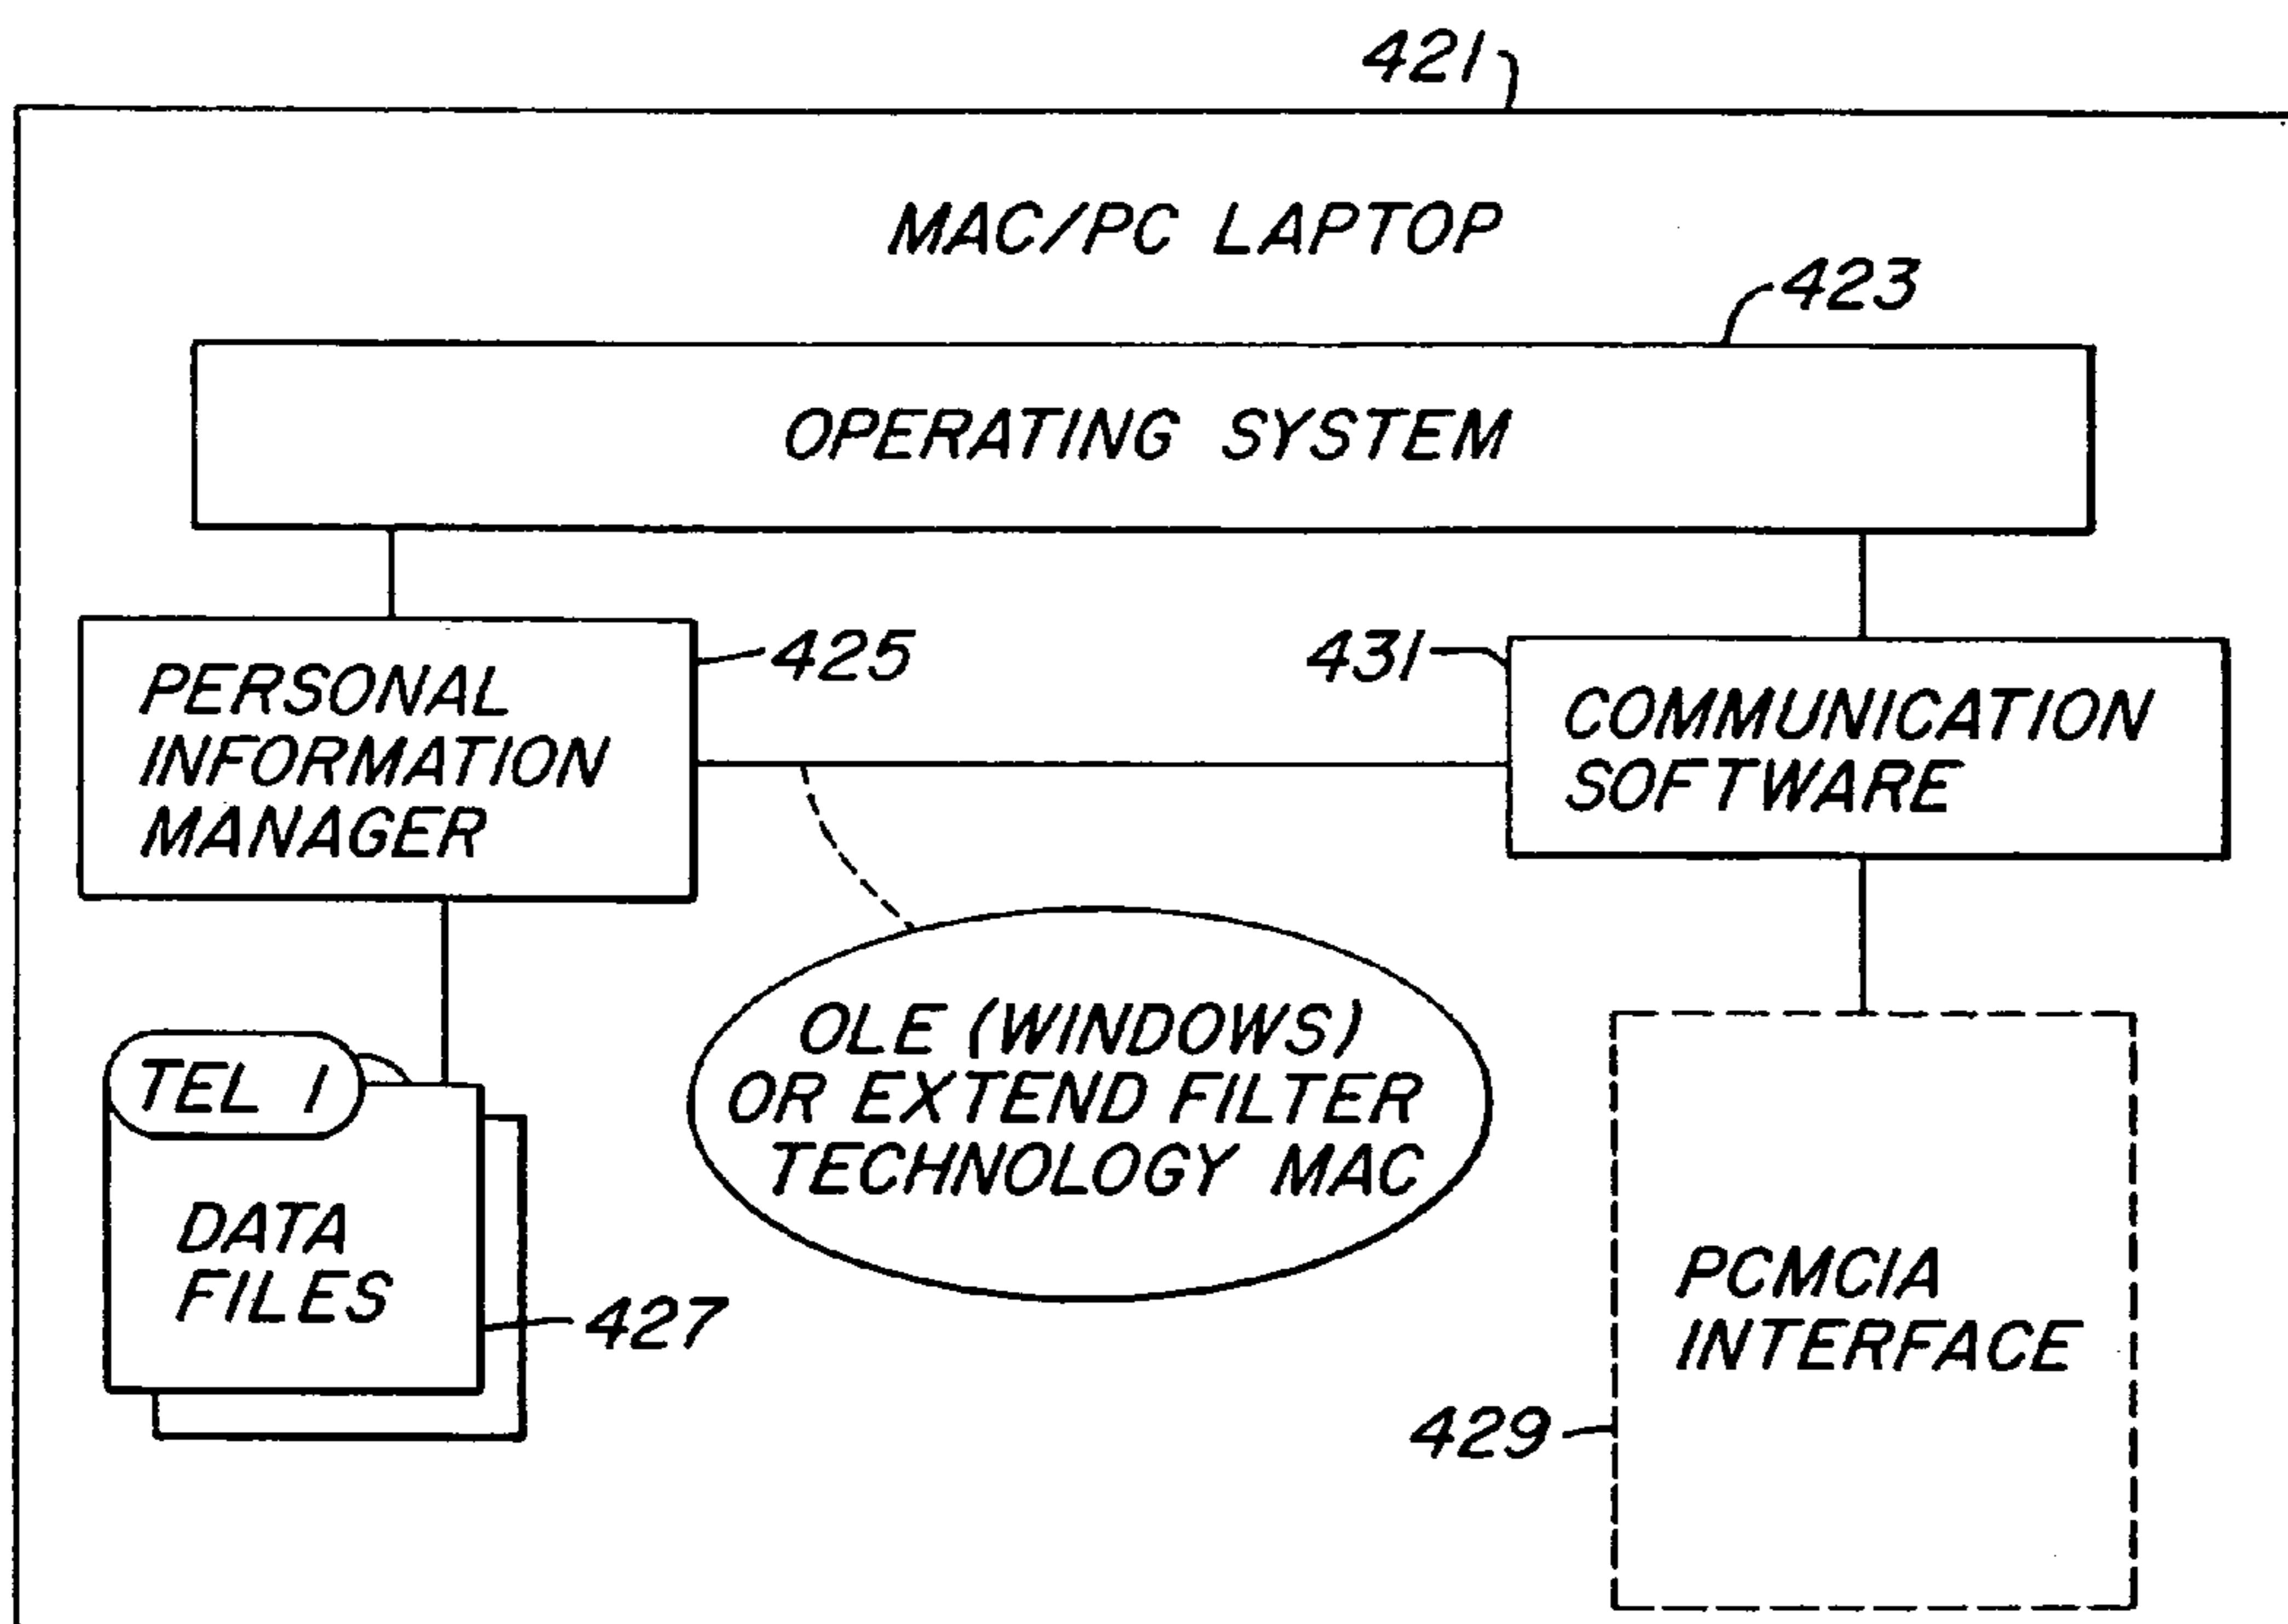 421
MAC/PC LAPTOP
423
OPERATING SYSTEM
425
431
PERSONAL
INFORMATION
MANAGER
COMMUNICATION
SOFTWARE
OLE (WINDOWS)
OR EXTEND FILTER
TECHNOLOGY MAC
TEL 1
DATA
FILES
427
PCMCIA
INTERFACE
429